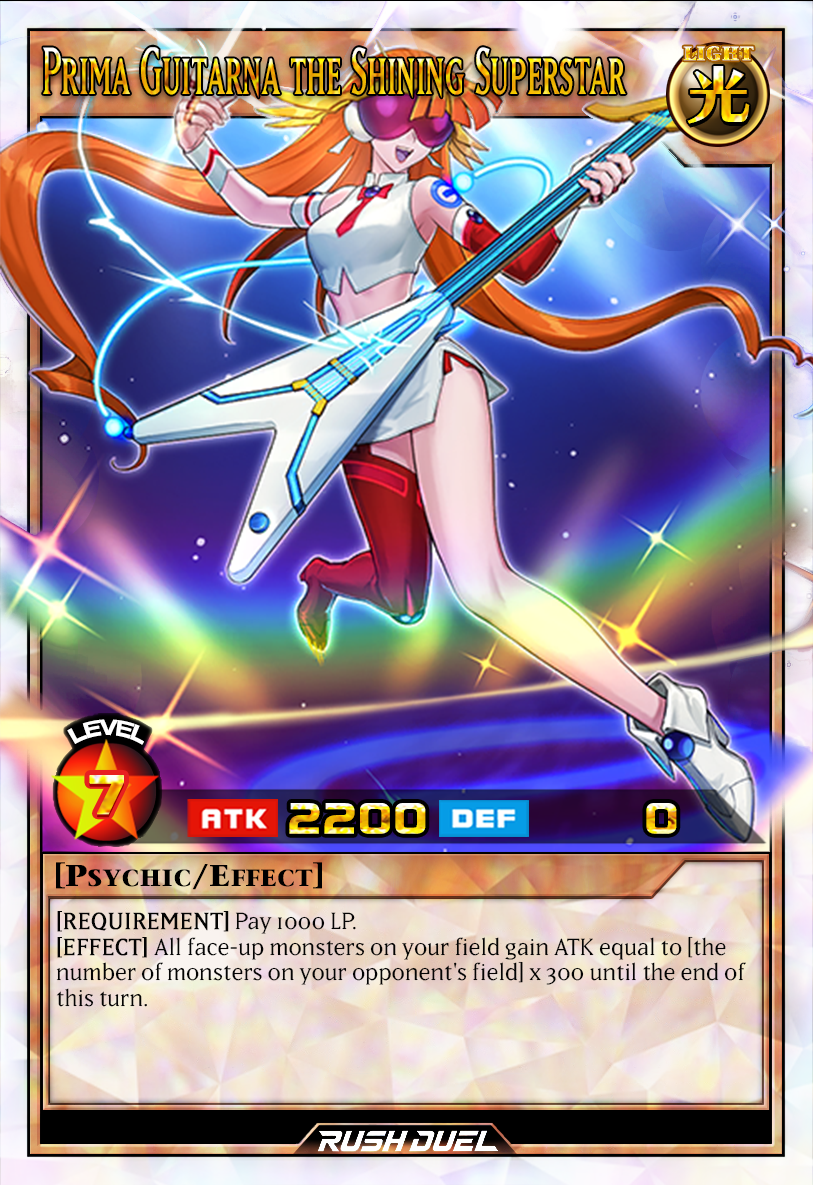 PRIMA GUITARNA THE SHINING SUPERSTAR
LIGHT
光
LEVEL
7
ATK 2200 DEF 0
[PSYCHIC/EFFECT]
[REQUIREMENT] Pay 1000 LP.
[EFFECT] All face-up monsters on your field gain ATK equal to [the
number of monsters on your opponent's field] x 300 until the end of
this turn.
RUSH DUEL